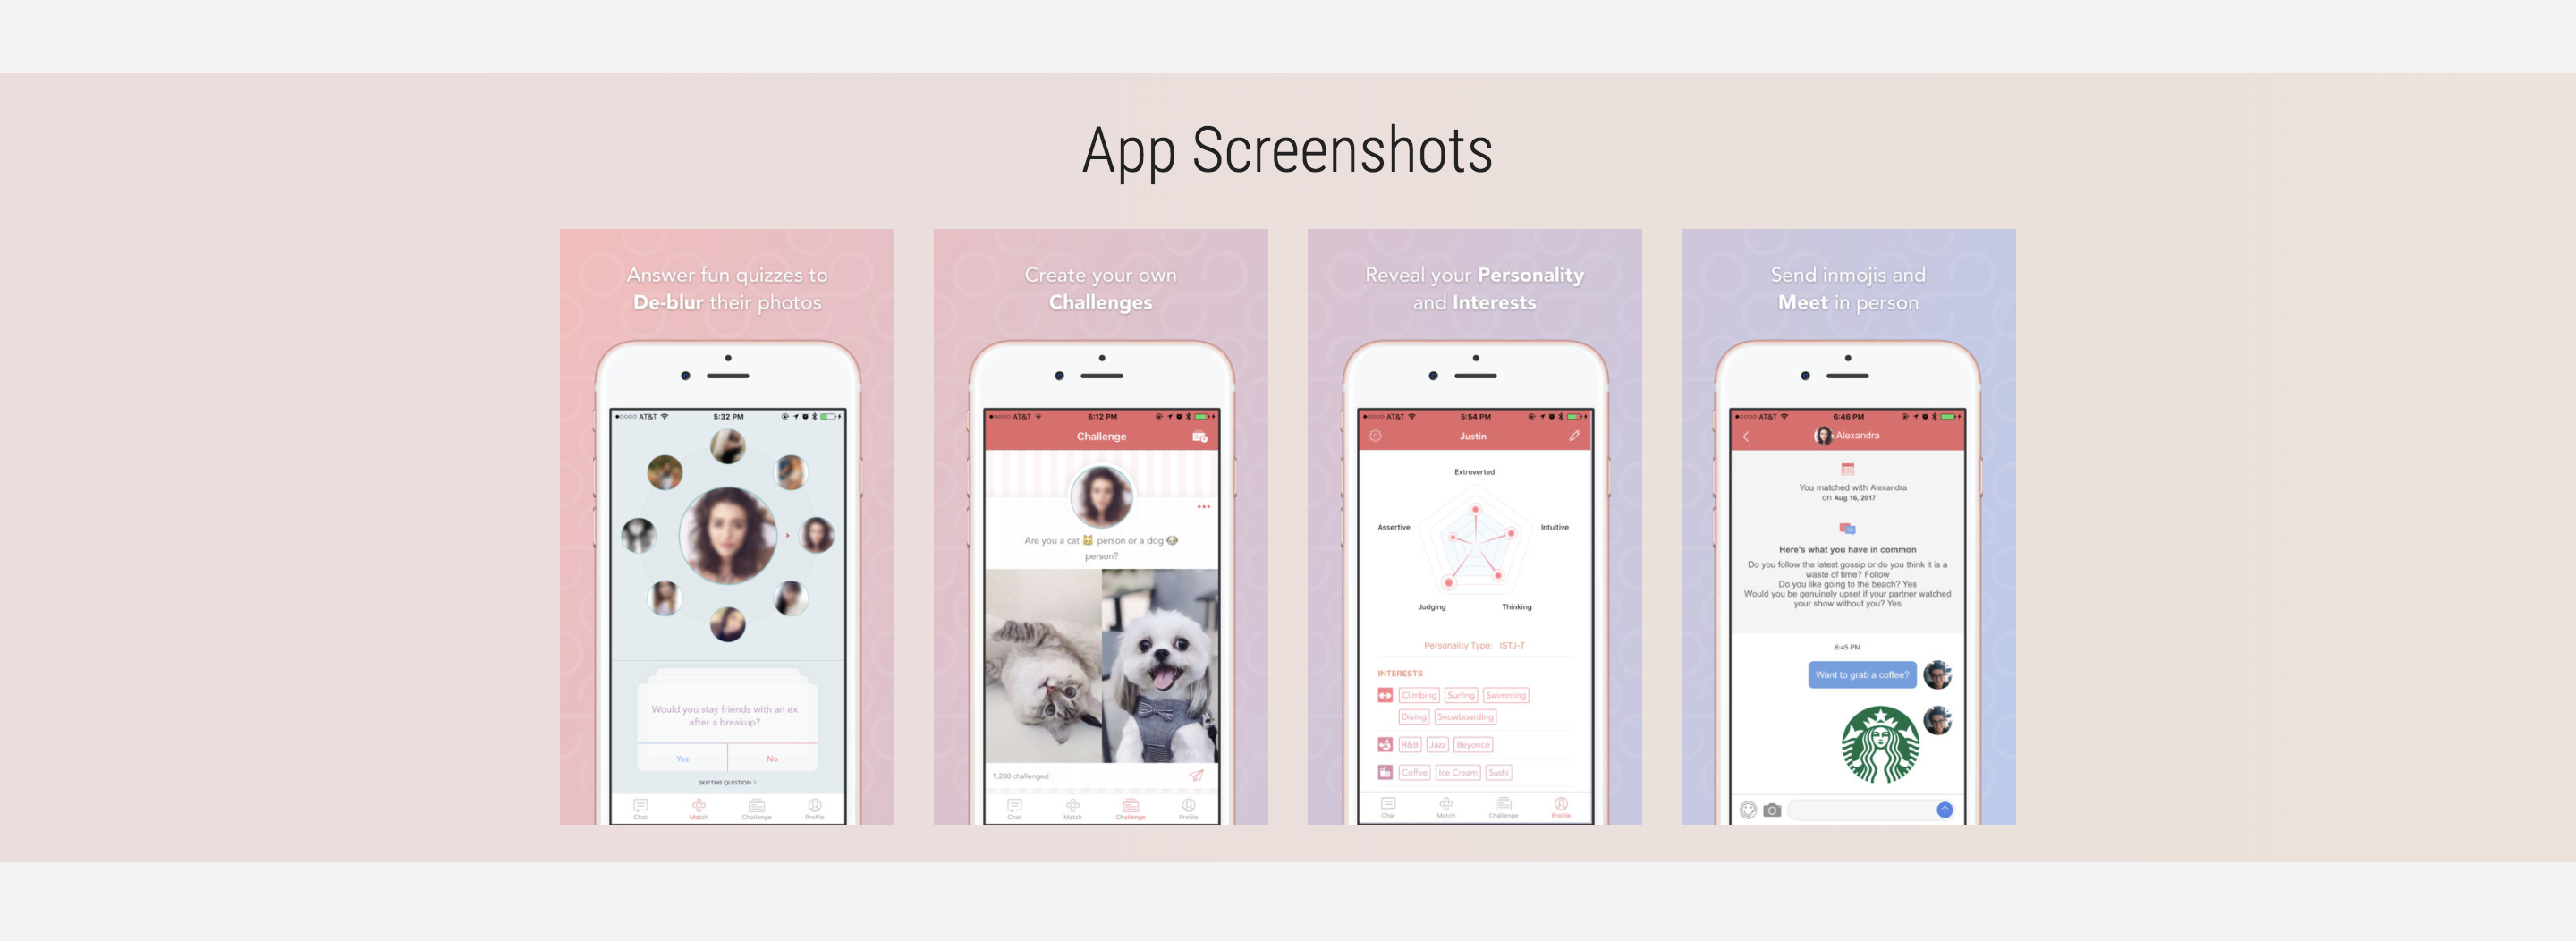 App Screenshots
Answer fun quizzes to
De-blur their photos
●○○○○ AT&T 5:32 PM
Would you stay friends with an ex
after a breakup?
Yes No
SKIP THIS QUESTION >
Chat Match Challenge Profile
Create your own
Challenges
●○○○○ AT&T 6:12 PM
Challenge
Are you a cat 🐱 person or a dog 🐶
person?
1,280 challenged
Chat Match Challenge Profile
Reveal your Personality
and Interests
●○○○○ AT&T 5:54 PM
Justin
Extroverted
Assertive Intuitive
Judging Thinking
Personality Type: ISTJ-T
INTERESTS
Climbing Surfing Swimming
Diving Snowboarding
R&B Jazz Beyoncé
Coffee Ice Cream Sushi
Chat Match Challenge Profile
Send inmojis and
Meet in person
●○○○○ AT&T 6:46 PM
Alexandra
You matched with Alexandra
on Aug 16, 2017
Here's what you have in common
Do you follow the latest gossip or do you think it is a
waste of time? Follow
Do you like going to the beach? Yes
Would you be genuinely upset if your partner watched
your show without you? Yes
6:45 PM
Want to grab a coffee?